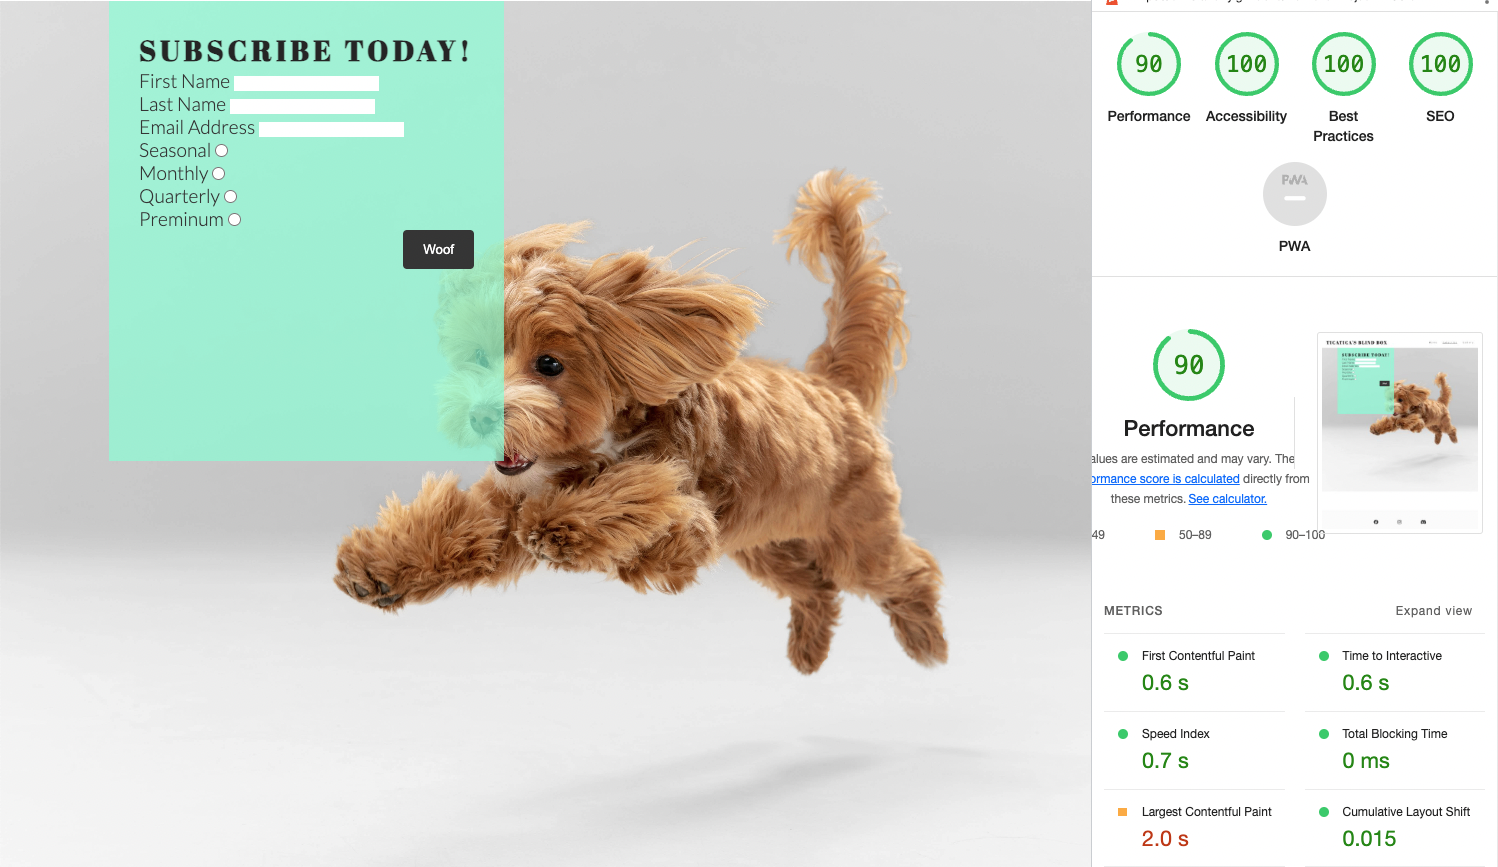 SUBSCRIBE TODAY!
First Name
Last Name
Email Address
Seasonal
Monthly
Quarterly
Preminum
Woof
90
100
100
100
Performance
Accessibility
Best
Practices
SEO
PWA
PWA
90
Performance
alues are estimated and may vary. The
ormance score is calculated directly from
these metrics. See calculator.
49
50–89
90–100
TIGATIGA'S BLIND BOX
SUBSCRIBE TODAY!
METRICS
Expand view
First Contentful Paint
0.6 s
Time to Interactive
0.6 s
Speed Index
0.7 s
Total Blocking Time
0 ms
Largest Contentful Paint
2.0 s
Cumulative Layout Shift
0.015